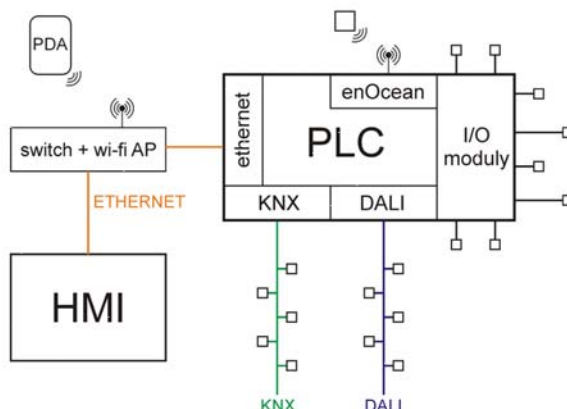 PDA
switch + wi-fi AP
ETHERNET
HMI
ethernet
enOcean
PLC
I/O
moduly
KNX
DALI
KNX
DALI